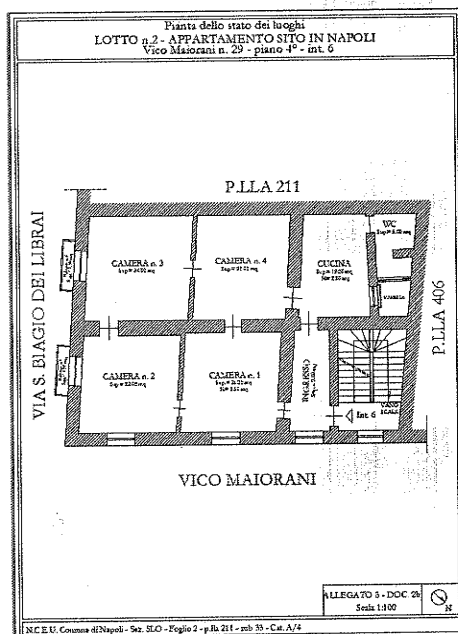 Pianta dello stato dei luoghi
LOTTO n.2 - APPARTAMENTO SITO IN NAPOLI
Vico Maiorani n. 29 - piano 4° - int. 6
P.LLA 211
VIA S. BIAGIO DEI LIBRAI
P.LLA 406
WC
CAMERA n. 3
CAMERA n. 4
CUCINA
CAMERA n. 2
CAMERA n. 1
INGRESSO
VANO SCALA
Int. 6
VICO MAIORANI
ALLEGATO 3 - DOC. 2b
Scala 1:100
N
N.C.E.U. Comune di Napoli - Sez. SLO - Foglio 2 - p.lla 211 - sub 33 - Cat. A/4